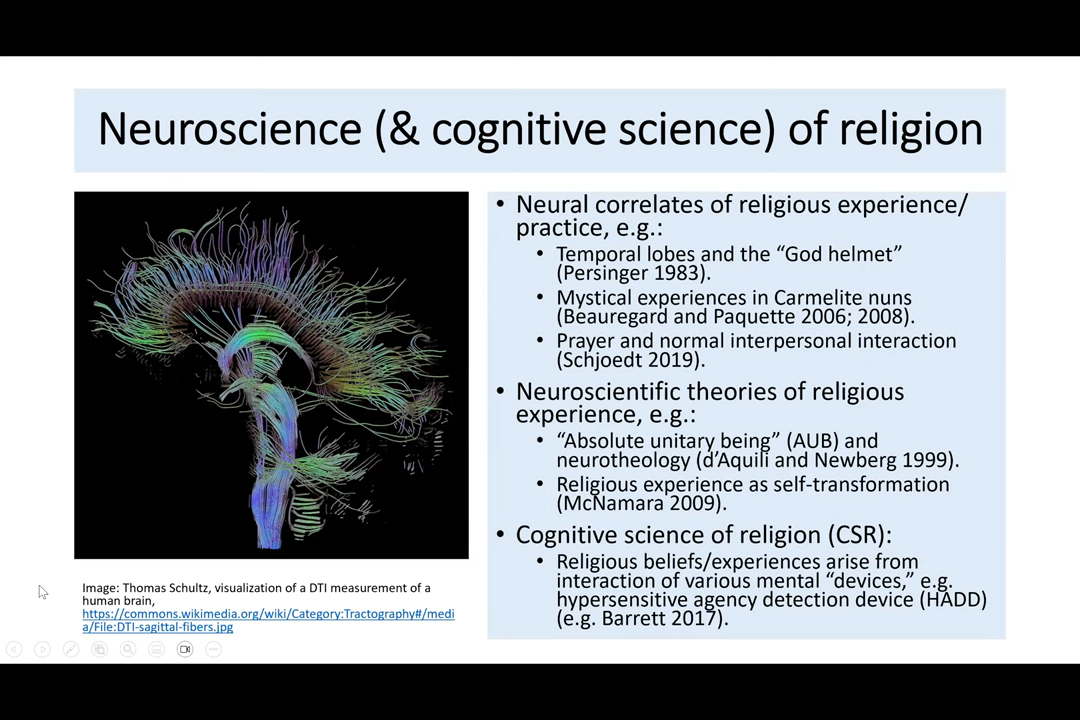 Neuroscience (& cognitive science) of religion
• Neural correlates of religious experience/
practice, e.g.:
• Temporal lobes and the “God helmet”
(Persinger 1983).
• Mystical experiences in Carmelite nuns
(Beauregard and Paquette 2006; 2008).
• Prayer and normal interpersonal interaction
(Schjoedt 2019).
• Neuroscientific theories of religious
experience, e.g.:
• “Absolute unitary being” (AUB) and
neurotheology (d’Aquili and Newberg 1999).
• Religious experience as self-transformation
(McNamara 2009).
• Cognitive science of religion (CSR):
• Religious beliefs/experiences arise from
interaction of various mental “devices,” e.g.
hypersensitive agency detection device (HADD)
(e.g. Barrett 2017).
Image: Thomas Schultz, visualization of a DTI measurement of a
human brain,
https://commons.wikimedia.org/wiki/Category:Tractography#/medi
a/File:DTI-sagittal-fibers.jpg